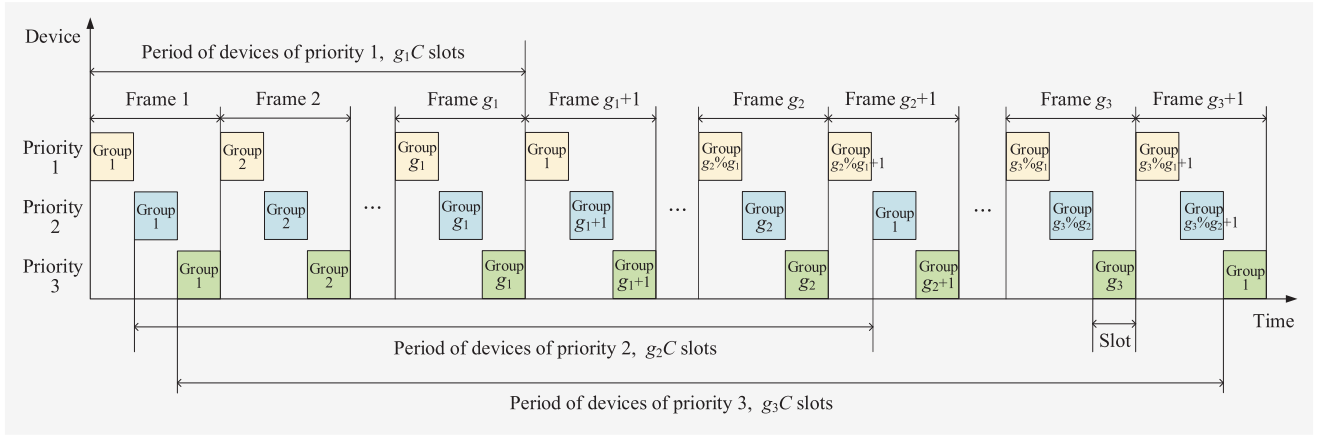 Device
Period of devices of priority 1, g₁C slots
Frame 1
Frame 2
Frame g₁
Frame g₁+1
Frame g₂
Frame g₂+1
Frame g₃
Frame g₃+1
Priority
1
Group
1
Group
2
Group
g₁
Group
1
Group
g₂%g₁
Group
g₂%g₁+1
Group
g₃%g₁
Group
g₃%g₁+1
Priority
2
Group
1
Group
2
...
Group
g₁
Group
g₁+1
...
Group
g₂
Group
1
...
Group
g₃%g₂
Group
g₃%g₂+1
Priority
3
Group
1
Group
2
Group
g₁
Group
g₁+1
Group
g₂
Group
g₂+1
Group
g₃
Group
1
Time
Slot
Period of devices of priority 2, g₂C slots
Period of devices of priority 3, g₃C slots